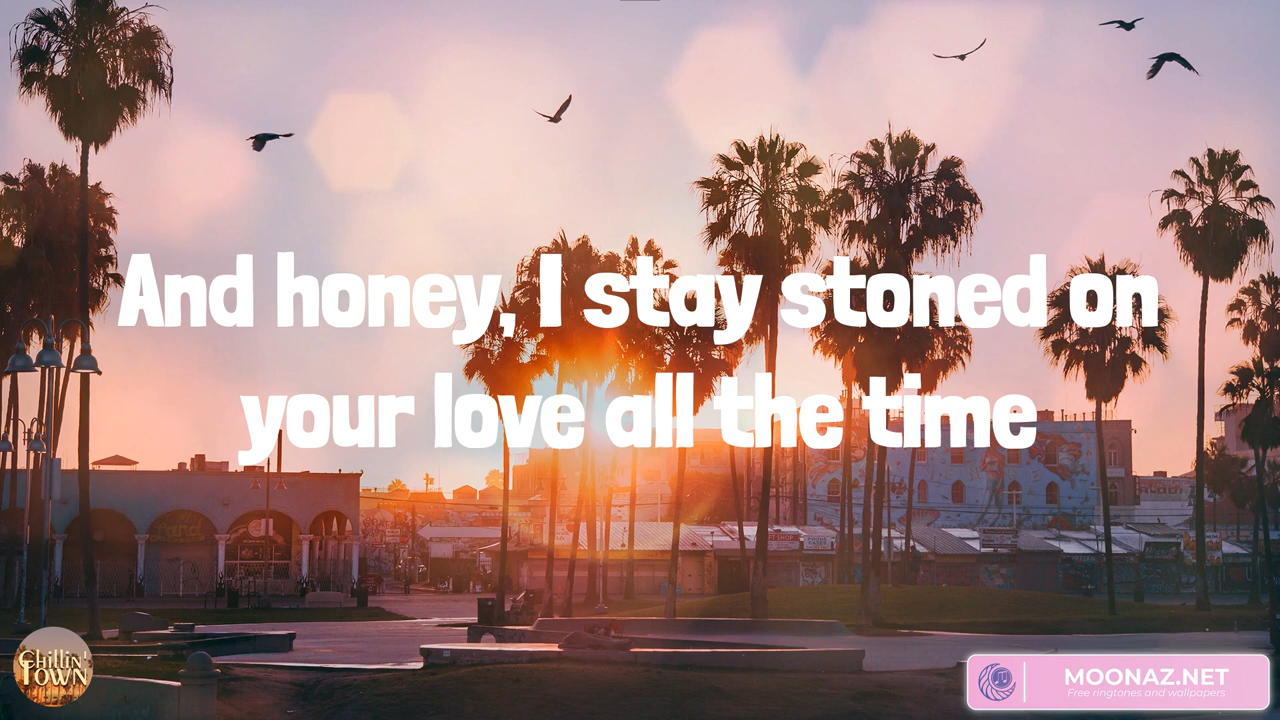 And honey, I stay stoned on
your love all the time
Chillin'
TOWN
MOONAZ.NET
Free ringtones and wallpapers